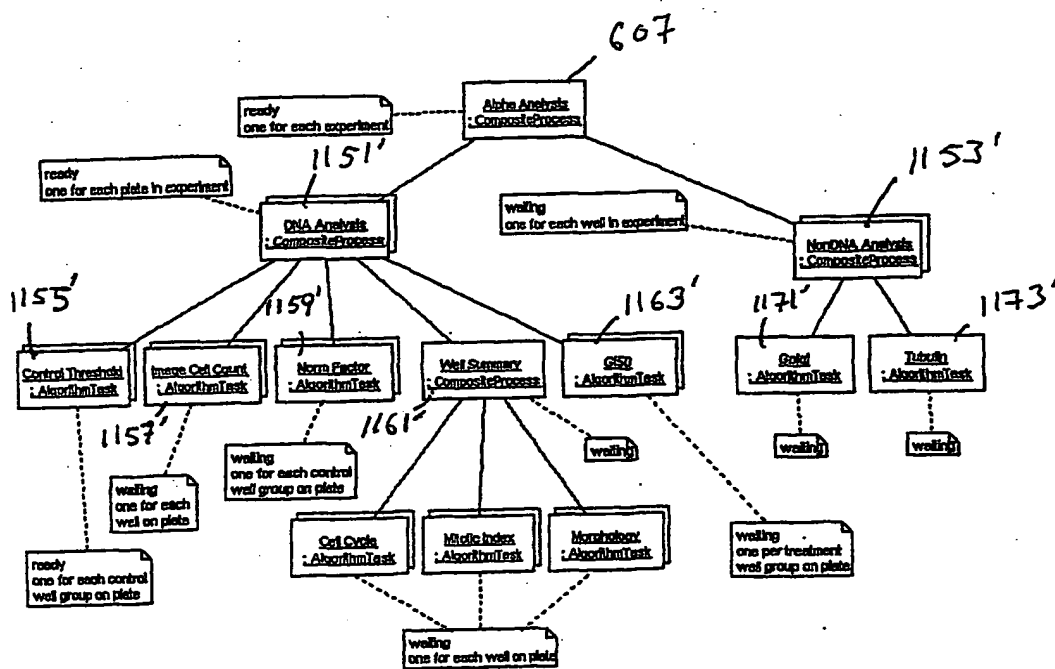 607
Alpha Analysis
: CompositeProcess
ready
one for each experiment
1151'
1153'
ready
one for each plate in experiment
DNA Analysis
: CompositeProcess
waiting
one for each well in experiment
NonDNA Analysis
: CompositeProcess
1155'
1159'
1163'
1171'
1173'
Control Threshold
: AlgorithmTask
Image Cell Count
: AlgorithmTask
Norm Factor
: AlgorithmTask
Well Summary
: CompositeProcess
GI50
: AlgorithmTask
Golgi
: AlgorithmTask
Tubulin
: AlgorithmTask
1157'
1161'
waiting
one for each control
well group on plate
waiting
waiting
waiting
waiting
one for each
well on plate
Cell Cycle
: AlgorithmTask
Mitotic Index
: AlgorithmTask
Morphology
: AlgorithmTask
waiting
one per treatment
well group on plate
ready
one for each control
well group on plate
waiting
one for each well on plate